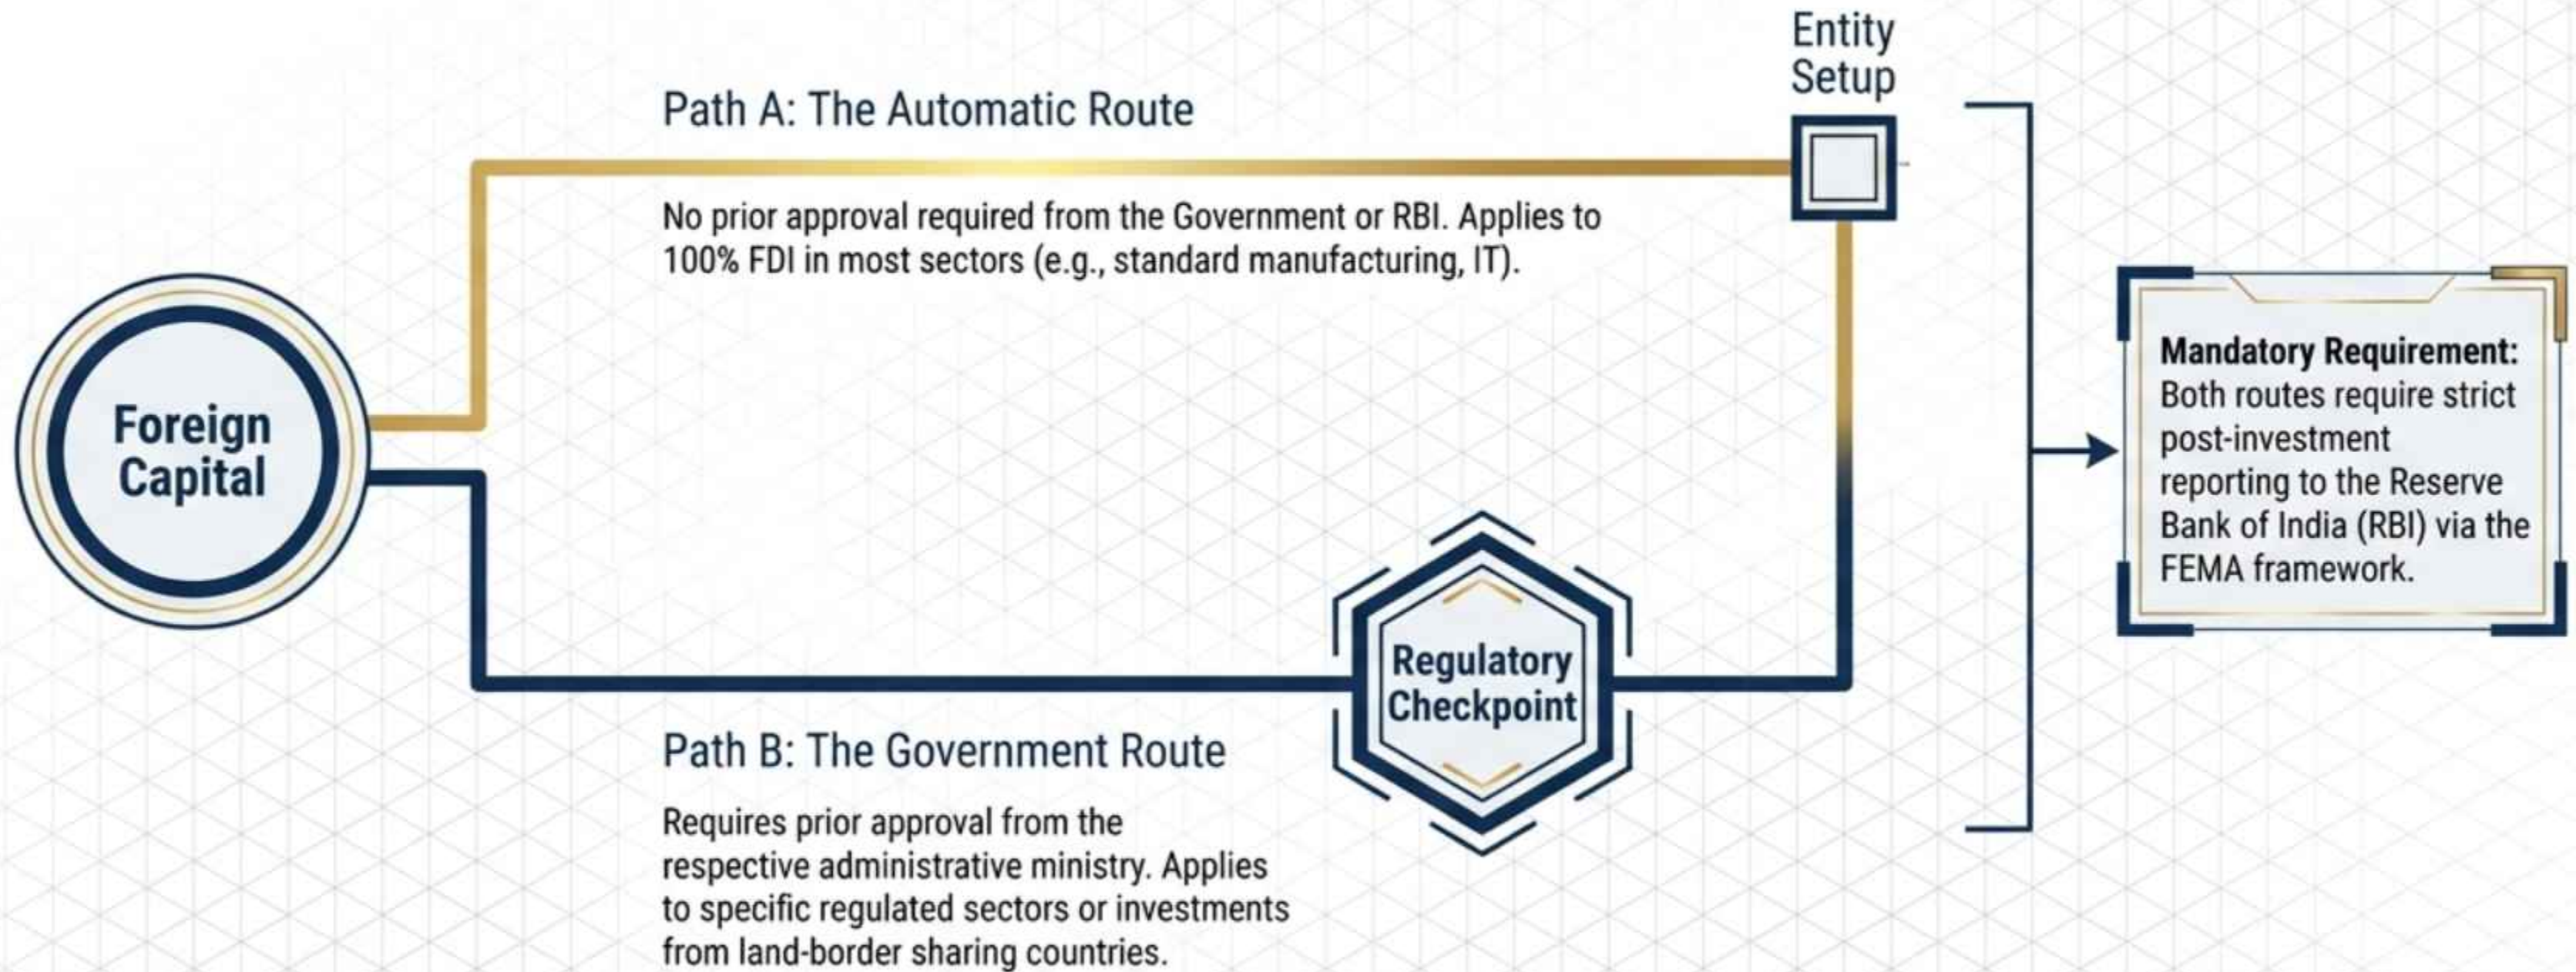 Entity
Setup
Path A: The Automatic Route
No prior approval required from the Government or RBI. Applies to
100% FDI in most sectors (e.g., standard manufacturing, IT).
Foreign
Capital
Mandatory Requirement:
Both routes require strict
post-investment
reporting to the Reserve
Bank of India (RBI) via the
FEMA framework.
Regulatory
Checkpoint
Path B: The Government Route
Requires prior approval from the
respective administrative ministry. Applies
to specific regulated sectors or investments
from land-border sharing countries.